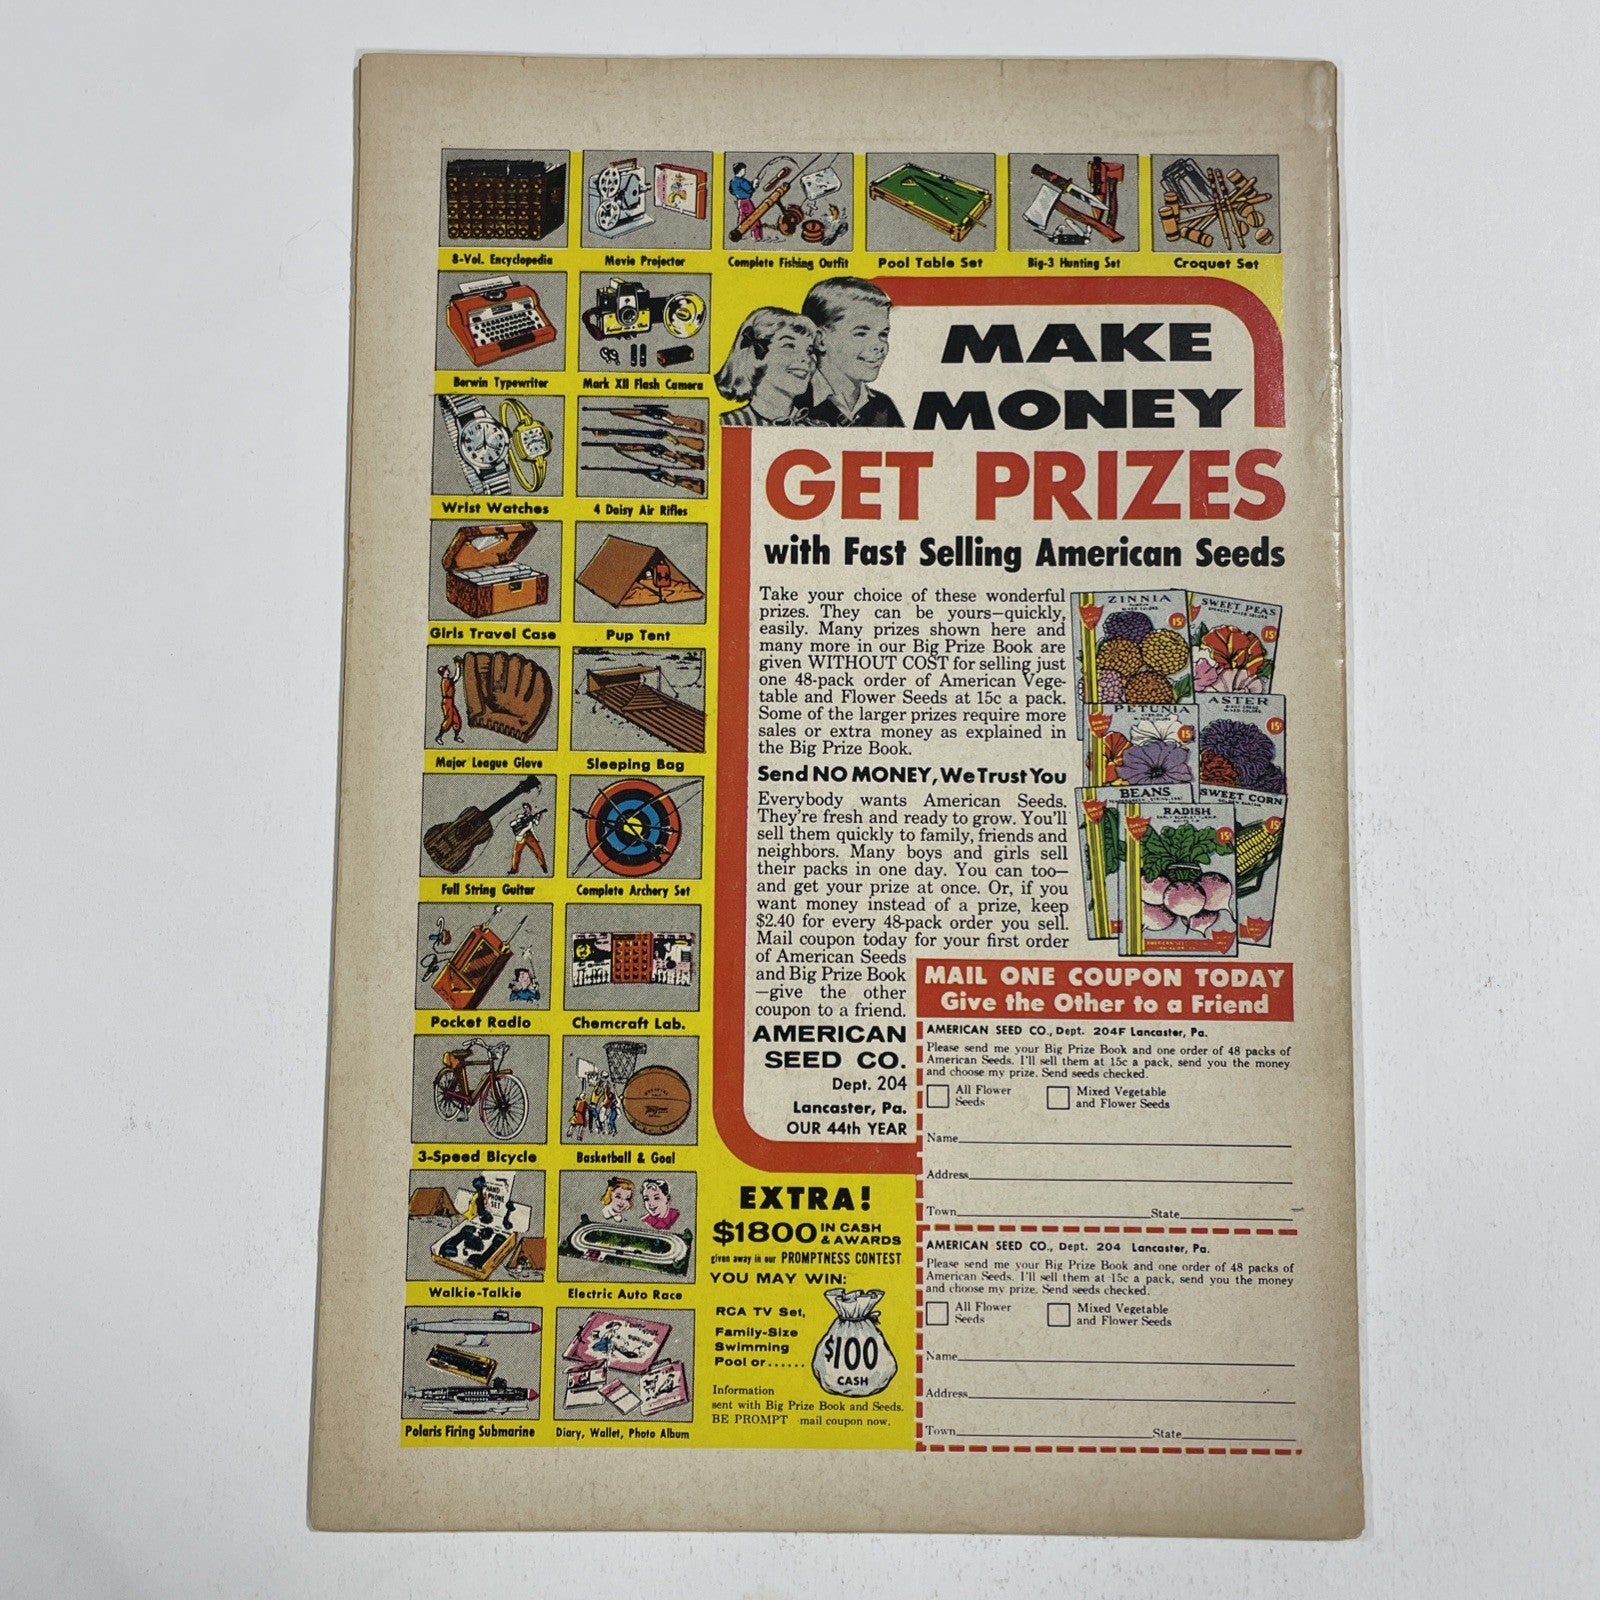 8-Vol. Encyclopedia
Movie Projector
Complete Fishing Outfit
Pool Table Set
Big-3 Hunting Set
Croquet Set
Berwin Typewriter
Mark XII Flash Camera
Wrist Watches
4 Daisy Air Rifles
Girls Travel Case
Pup Tent
Major League Glove
Sleeping Bag
Full String Guitar
Complete Archery Set
Pocket Radio
Chemcraft Lab.
3-Speed Bicycle
Basketball & Goal
HAND
PHONE
SET
Walkie-Talkie
Electric Auto Race
Polaris Firing Submarine
Diary, Wallet, Photo Album
MAKE
MONEY
GET PRIZES
with Fast Selling American Seeds
Take your choice of these wonderful
prizes. They can be yours—quickly,
easily. Many prizes shown here and
many more in our Big Prize Book are
given WITHOUT COST for selling just
one 48-pack order of American Vege-
table and Flower Seeds at 15c a pack.
Some of the larger prizes require more
sales or extra money as explained in
the Big Prize Book.
Send NO MONEY, We Trust You
Everybody wants American Seeds.
They're fresh and ready to grow. You'll
sell them quickly to family, friends and
neighbors. Many boys and girls sell
their packs in one day. You can too—
and get your prize at once. Or, if you
want money instead of a prize, keep
$2.40 for every 48-pack order you sell.
Mail coupon today for your first order
of American Seeds
and Big Prize Book
—give the other
coupon to a friend.
AMERICAN
SEED CO.
Dept. 204
Lancaster, Pa.
OUR 44th YEAR
ZINNIA
MIXED COLORS
15¢
SWEET PEAS
MIXED COLORS
15¢
PETUNIA
MIXED COLORS
15¢
ASTER
MIXED COLORS
15¢
BEANS
SWEET CORN
15¢
RADISH
15¢
MAIL ONE COUPON TODAY
Give the Other to a Friend
AMERICAN SEED CO., Dept. 204F Lancaster, Pa.
Please send me your Big Prize Book and one order of 48 packs of
American Seeds. I'll sell them at 15c a pack, send you the money
and choose my prize. Send seeds checked.
All Flower
Seeds
Mixed Vegetable
and Flower Seeds
Name
Address
Town State
AMERICAN SEED CO., Dept. 204 Lancaster, Pa.
Please send me your Big Prize Book and one order of 48 packs of
American Seeds. I'll sell them at 15c a pack, send you the money
and choose my prize. Send seeds checked.
All Flower
Seeds
Mixed Vegetable
and Flower Seeds
Name
Address
Town State
EXTRA!
$1800 IN CASH
& AWARDS
given away in our PROMPTNESS CONTEST
YOU MAY WIN:
RCA TV Set,
Family-Size
Swimming
Pool or......
$100
CASH
Information
sent with Big Prize Book and Seeds.
BE PROMPT mail coupon now.